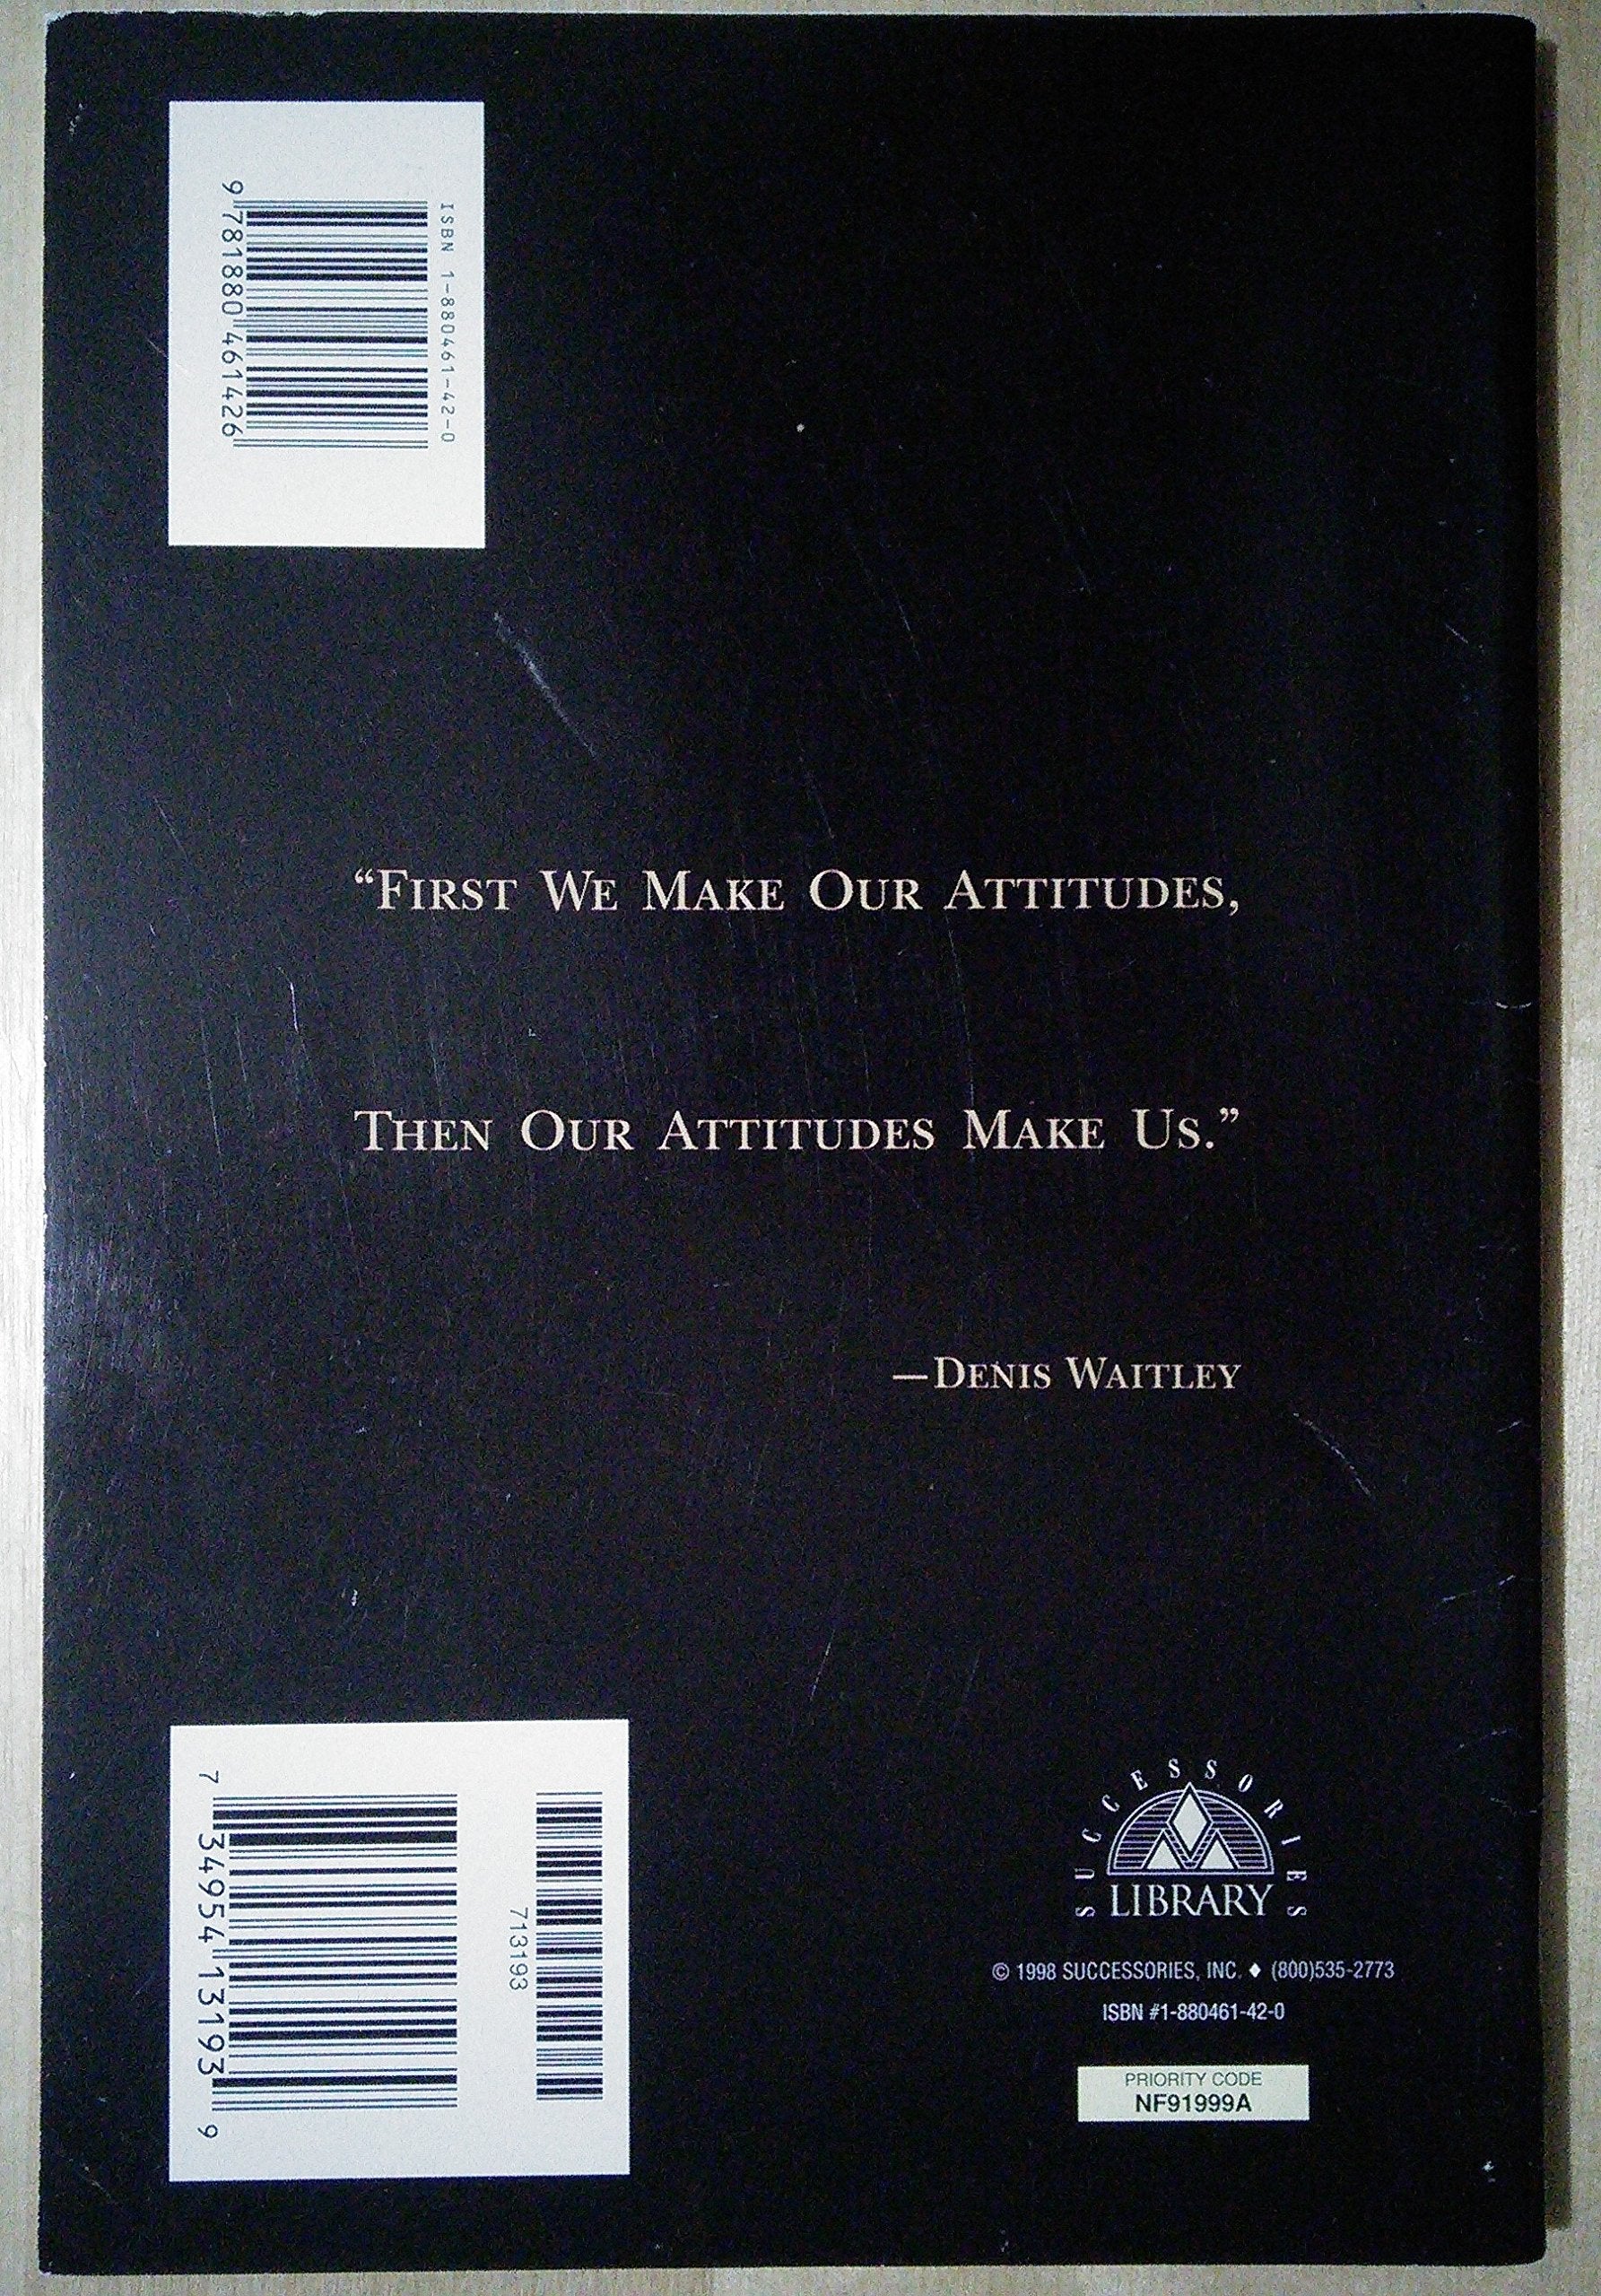 ISBN 1-880461-42-0
9 781880 461426
“FIRST WE MAKE OUR ATTITUDES,
THEN OUR ATTITUDES MAKE US.”
—DENIS WAITLEY
713193
7 34954 13193 9
SUCCESSORIES
LIBRARY
© 1998 SUCCESSORIES, INC. ♦ (800)535-2773
ISBN #1-880461-42-0
PRIORITY CODE
NF91999A